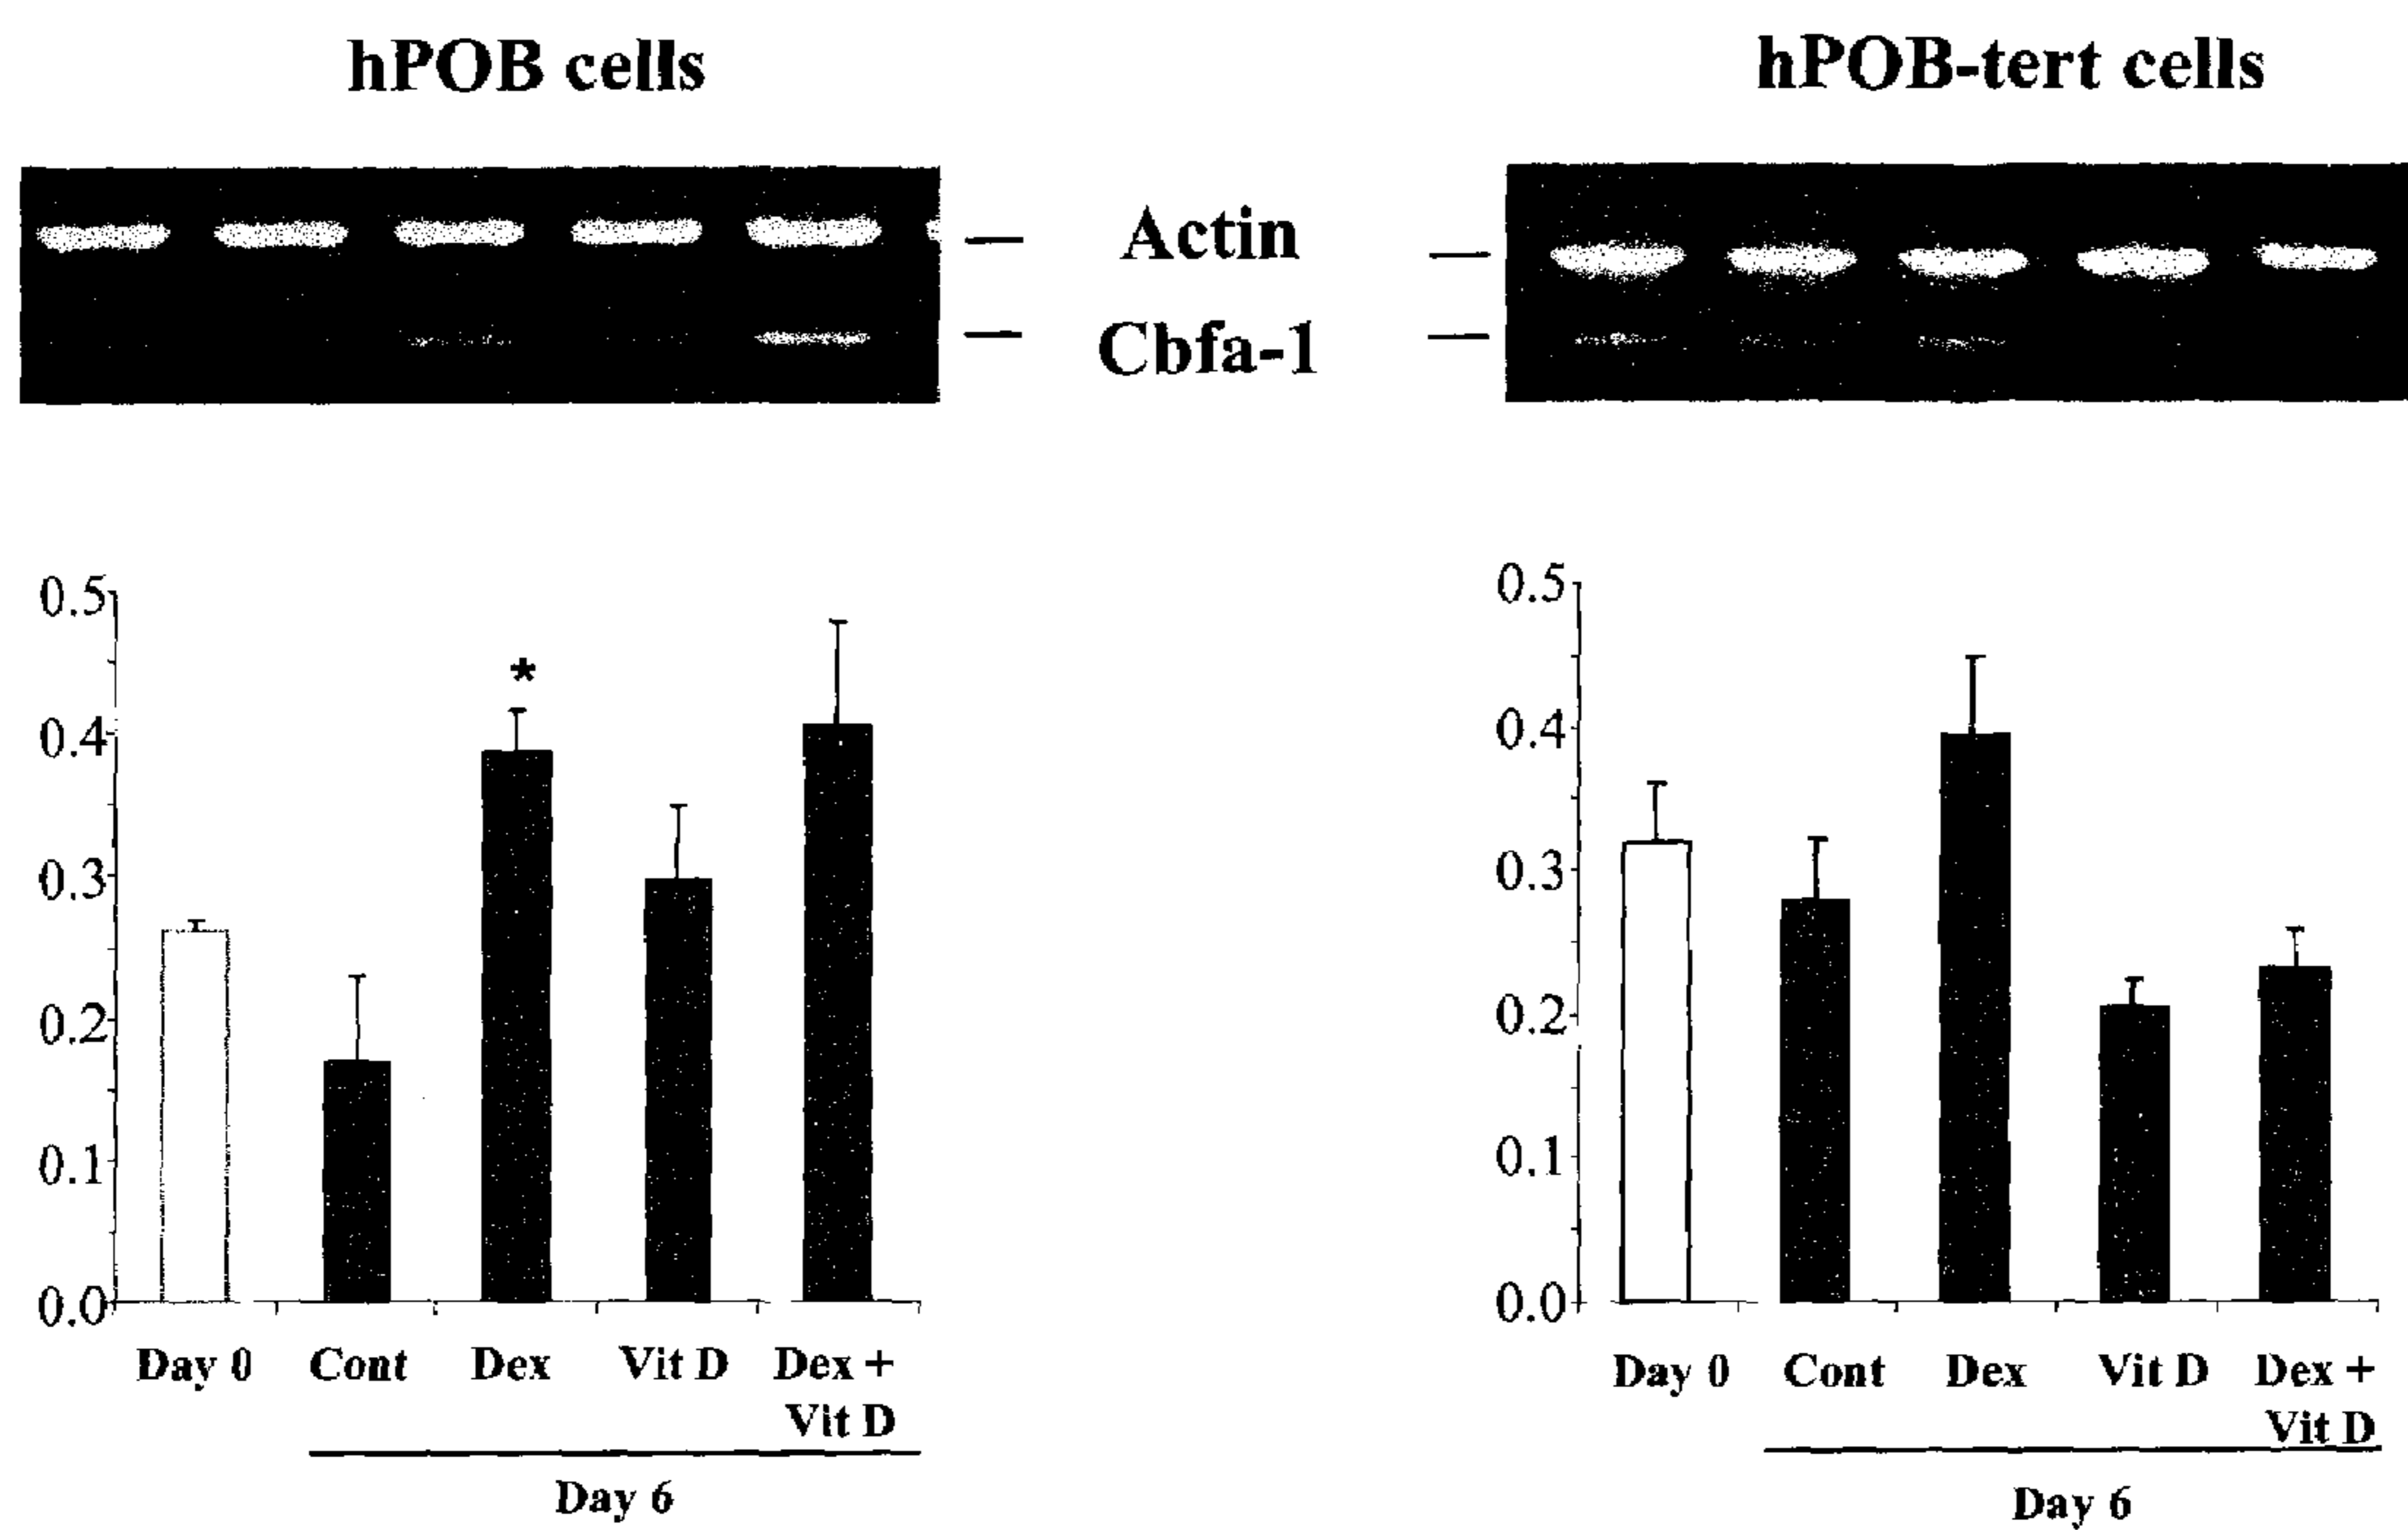 hPOB cells
hPOB-tert cells
Actin
Cbfa-1
0.5
0.4
0.3
0.2
0.1
0.0
*
Day 0 Cont Dex Vit D Dex +
Vit D
Day 6
0.5
0.4
0.3
0.2
0.1
0.0
Day 0 Cont Dex Vit D Dex +
Vit D
Day 6